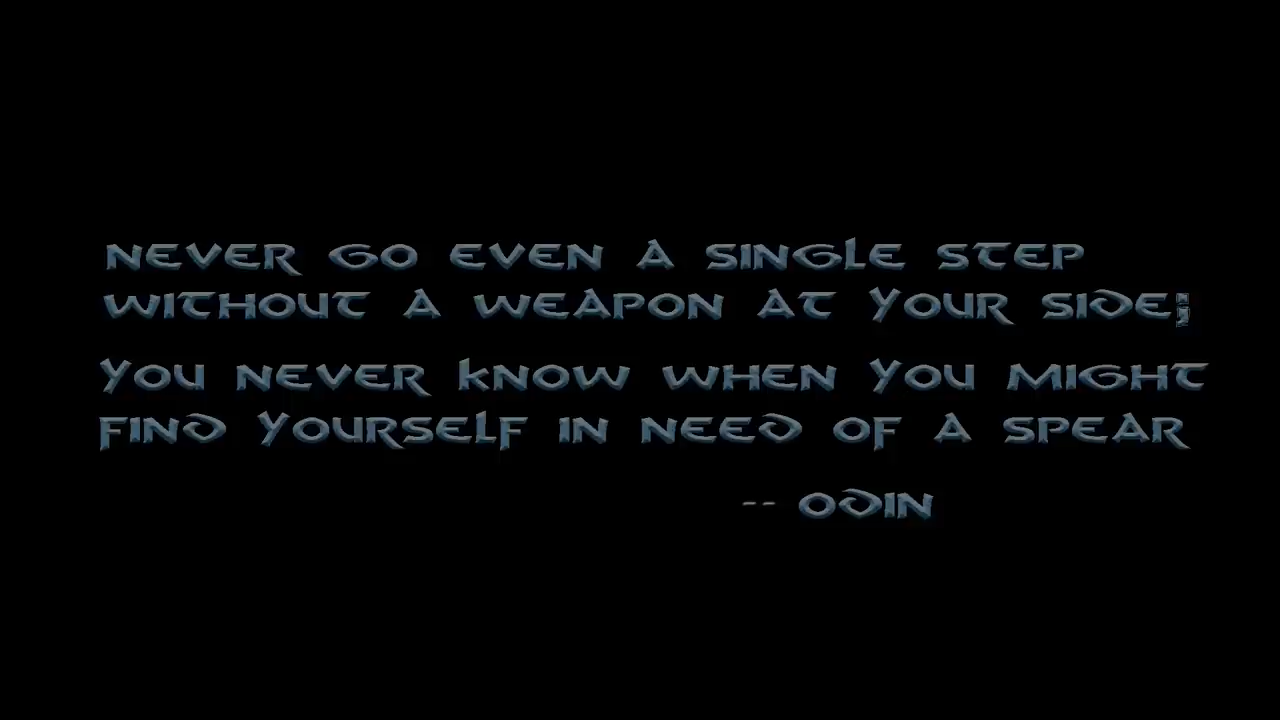 NEVER GO EVEN A SINGLE STEP
WITHOUT A WEAPON AT YOUR SIDE;
YOU NEVER KNOW WHEN YOU MIGHT
FIND YOURSELF IN NEED OF A SPEAR
-- ODIN